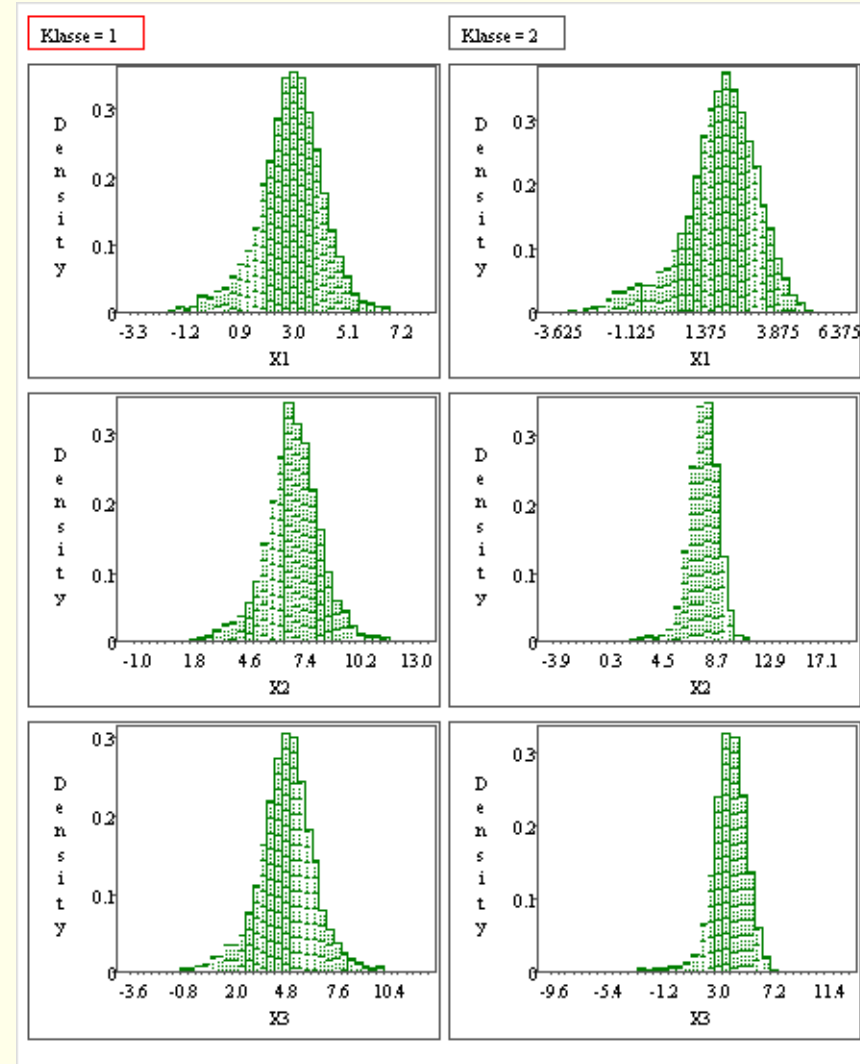 Klasse = 1
Klasse = 2
Density
0.3
0.2
0.1
0
-3.3 -1.2 0.9 3.0 5.1 7.2
X1
Density
0.3
0.2
0.1
0
-3.625 -1.125 1.375 3.875 6.375
X1
Density
0.3
0.2
0.1
0
-1.0 1.8 4.6 7.4 10.2 13.0
X2
Density
0.3
0.2
0.1
0
-3.9 0.3 4.5 8.7 12.9 17.1
X2
Density
0.3
0.2
0.1
0
-3.6 -0.8 2.0 4.8 7.6 10.4
X3
Density
0.3
0.2
0.1
0
-9.6 -5.4 -1.2 3.0 7.2 11.4
X3